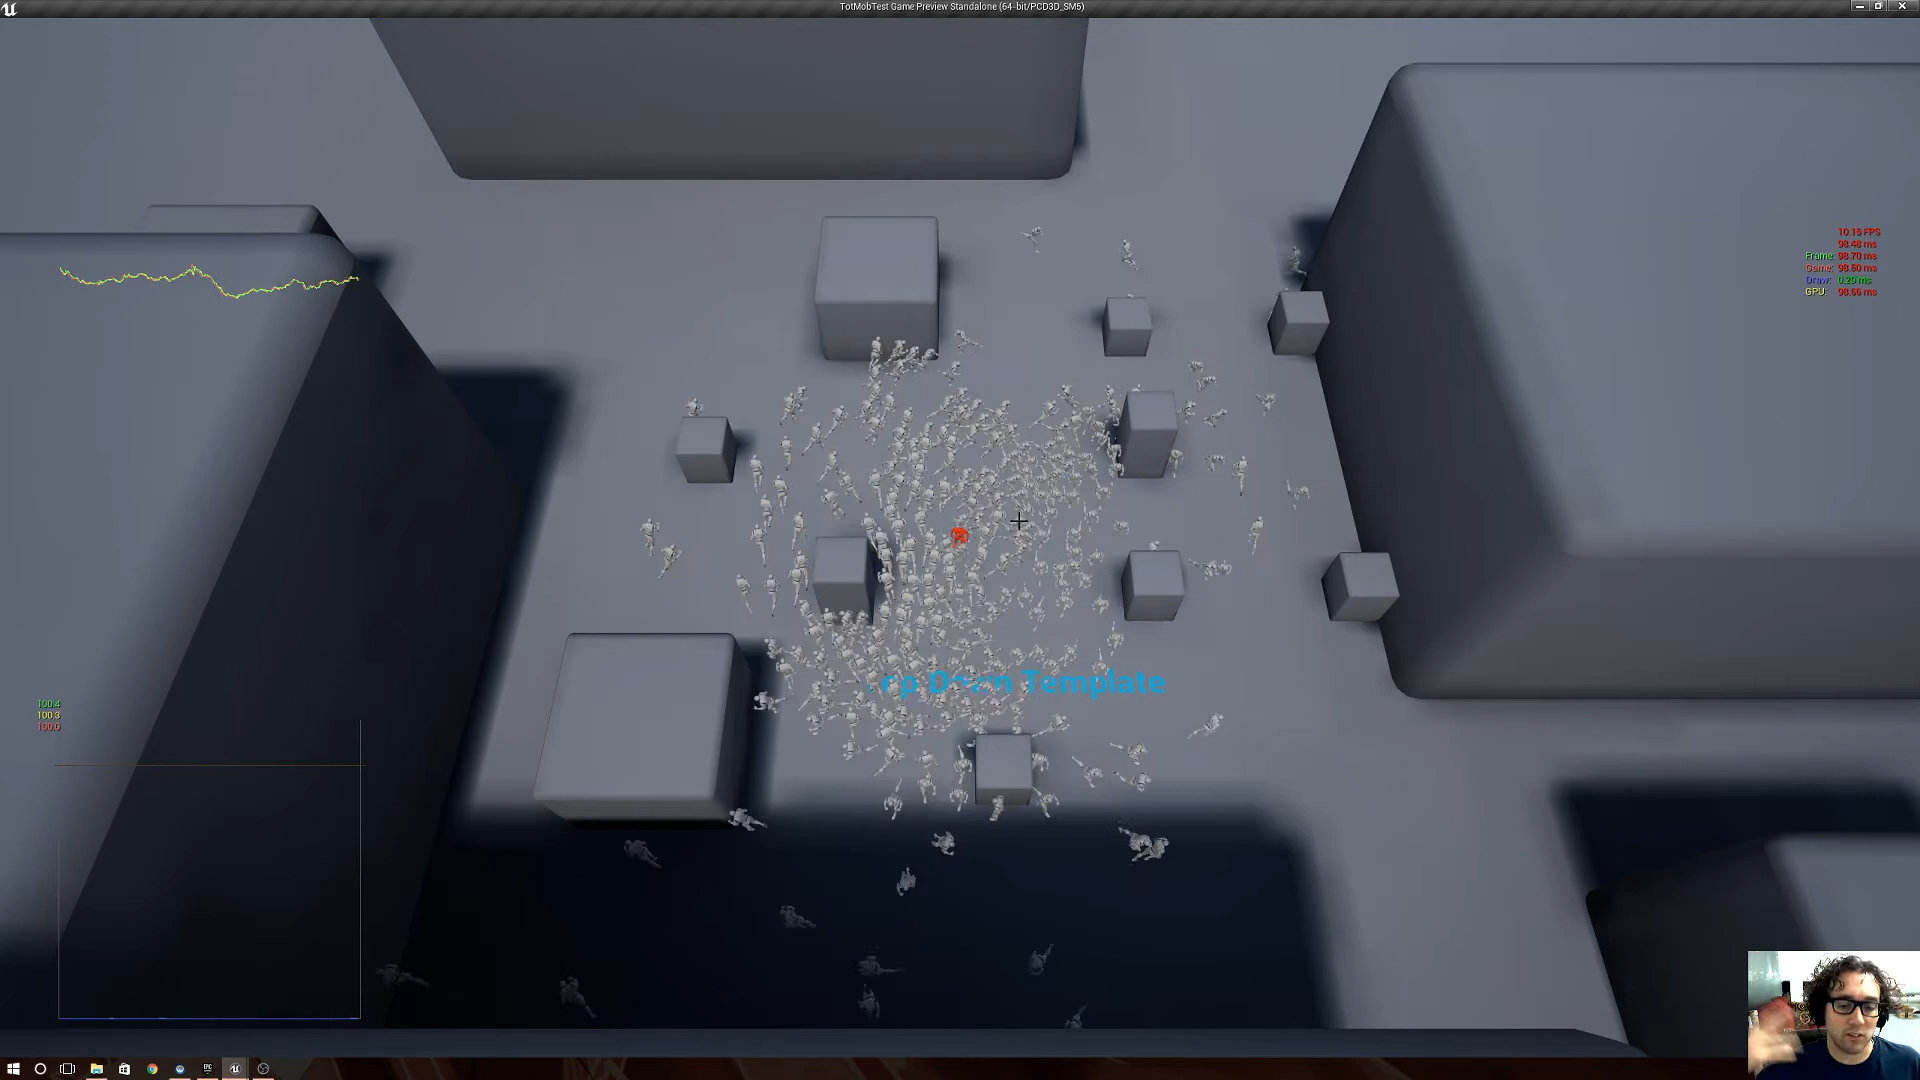 TotMobTest Game Preview Standalone (64-bit/PCD3D_SM5)
10.15 FPS
98.48 ms
Frame: 98.70 ms
Game: 98.50 ms
Draw: 0.20 ms
GPU: 98.66 ms
Template
100.4
100.3
100.0